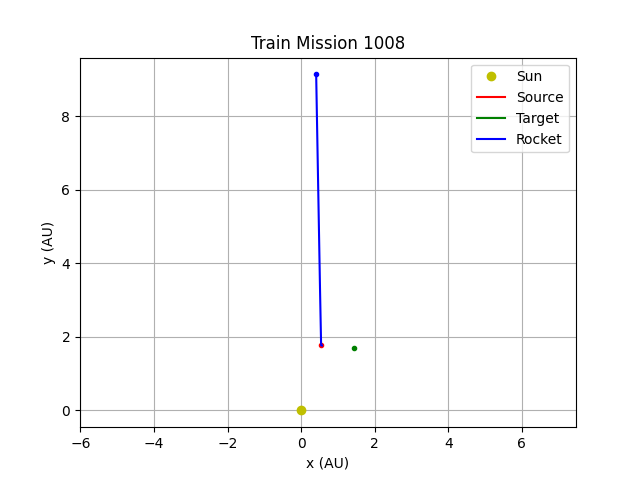 Train Mission 1008
Sun
Source
Target
Rocket
y (AU)
8
6
4
2
0
−6
−4
−2
0
2
4
6
x (AU)